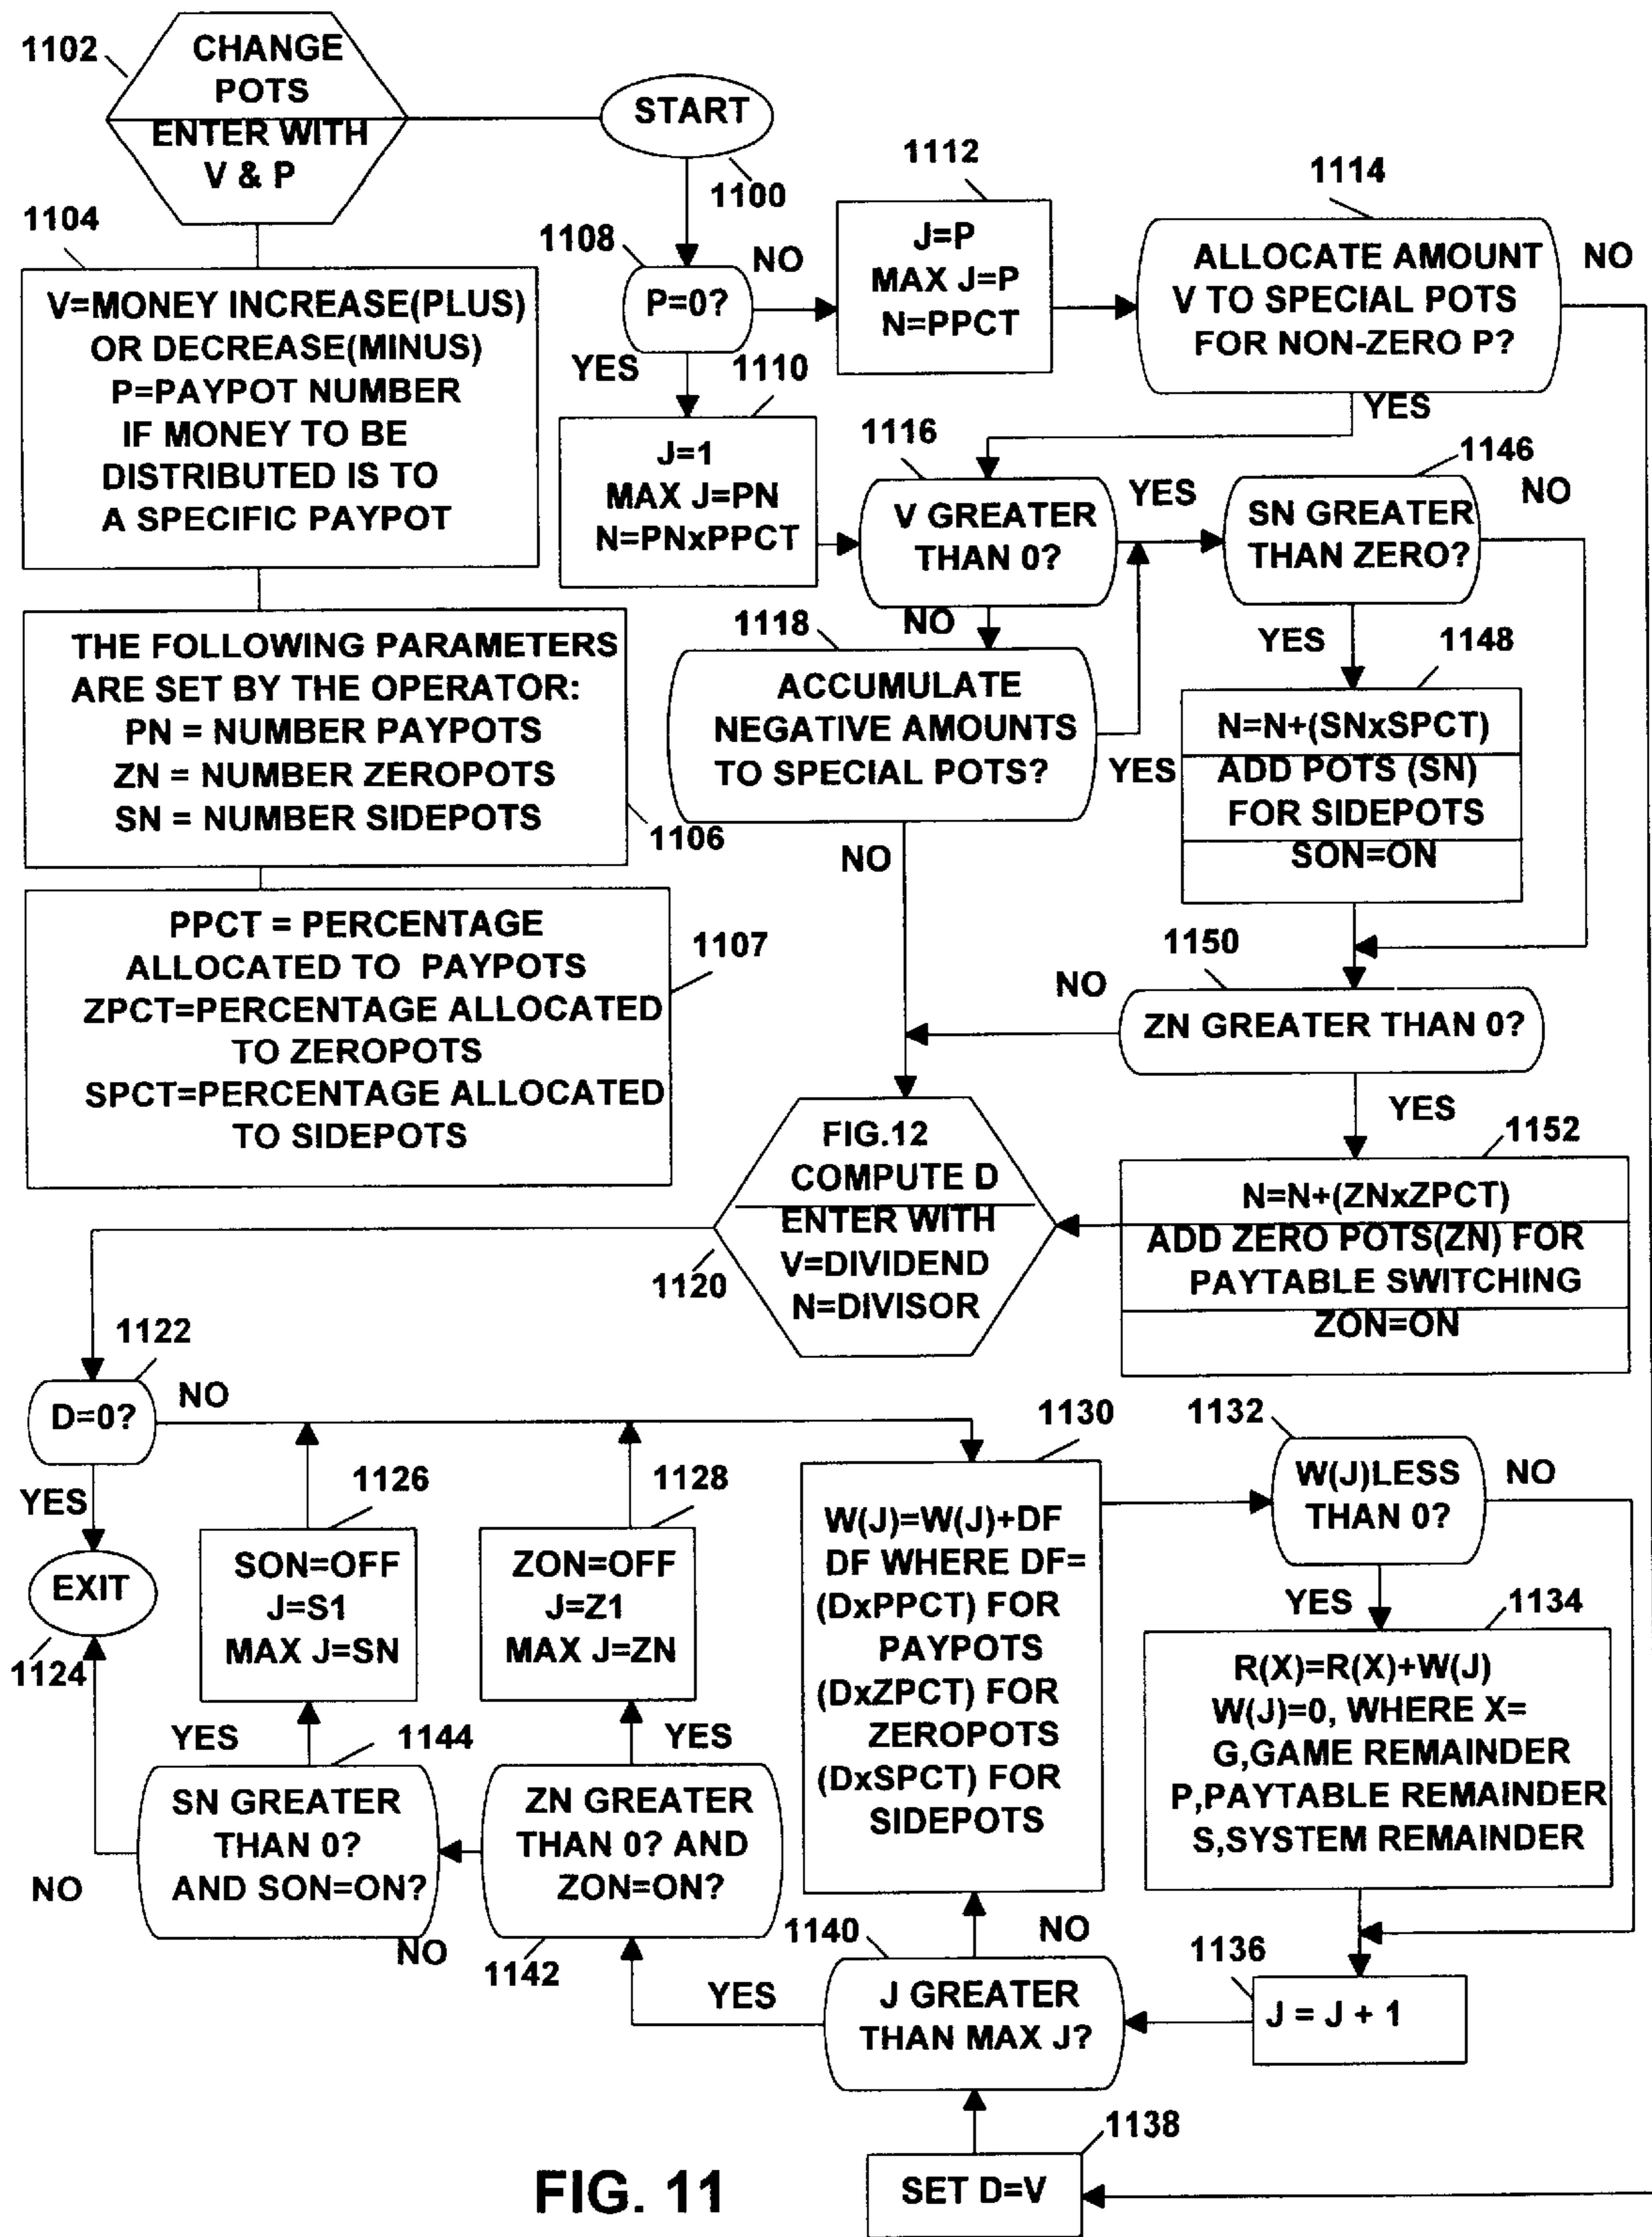 1102
CHANGE
POTS
ENTER WITH
V & P
START
1100
1104
V=MONEY INCREASE(PLUS)
OR DECREASE(MINUS)
P=PAYPOT NUMBER
IF MONEY TO BE
DISTRIBUTED IS TO
A SPECIFIC PAYPOT
THE FOLLOWING PARAMETERS
ARE SET BY THE OPERATOR:
PN = NUMBER PAYPOTS
ZN = NUMBER ZEROPOTS
SN = NUMBER SIDEPOTS
1106
PPCT = PERCENTAGE
ALLOCATED TO PAYPOTS
ZPCT=PERCENTAGE ALLOCATED
TO ZEROPOTS
SPCT=PERCENTAGE ALLOCATED
TO SIDEPOTS
1107
1108
P=0?
NO
YES
1110
J=1
MAX J=PN
N=PNxPPCT
1112
J=P
MAX J=P
N=PPCT
1114
ALLOCATE AMOUNT
V TO SPECIAL POTS
FOR NON-ZERO P?
NO
YES
1116
V GREATER
THAN 0?
YES
NO
1118
ACCUMULATE
NEGATIVE AMOUNTS
TO SPECIAL POTS?
YES
NO
1146
SN GREATER
THAN ZERO?
NO
YES
1148
N=N+(SNxSPCT)
ADD POTS (SN)
FOR SIDEPOTS
SON=ON
1150
NO
ZN GREATER THAN 0?
YES
1152
N=N+(ZNxZPCT)
ADD ZERO POTS(ZN) FOR
PAYTABLE SWITCHING
ZON=ON
FIG.12
COMPUTE D
ENTER WITH
V=DIVIDEND
N=DIVISOR
1120
1122
D=0?
NO
YES
EXIT
1124
1126
SON=OFF
J=S1
MAX J=SN
YES
1128
ZON=OFF
J=Z1
MAX J=ZN
YES
1144
SN GREATER
THAN 0?
AND SON=ON?
NO
ZN GREATER
THAN 0? AND
ZON=ON?
NO
1142
1130
W(J)=W(J)+DF
DF WHERE DF=
(DxPPCT) FOR
PAYPOTS
(DxZPCT) FOR
ZEROPOTS
(DxSPCT) FOR
SIDEPOTS
1132
W(J)LESS
THAN 0?
NO
YES
1134
R(X)=R(X)+W(J)
W(J)=0, WHERE X=
G,GAME REMAINDER
P,PAYTABLE REMAINDER
S,SYSTEM REMAINDER
1136
J = J + 1
1140
NO
J GREATER
THAN MAX J?
YES
1138
SET D=V
FIG. 11